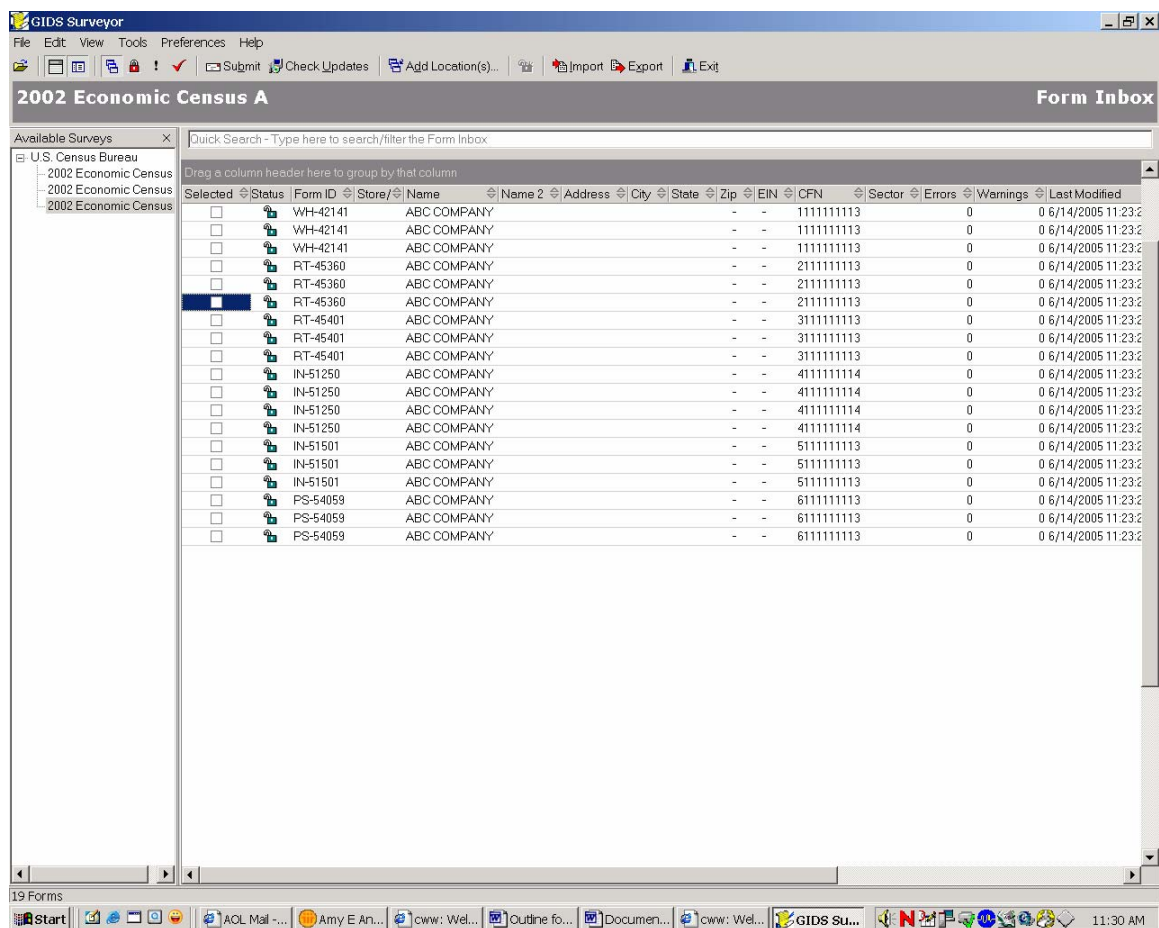 GIDS Surveyor
File Edit View Tools Preferences Help
Submit Check Updates Add Location(s)... Import Export Exit
2002 Economic Census A Form Inbox
Available Surveys
U.S. Census Bureau
2002 Economic Census
2002 Economic Census
2002 Economic Census
Quick Search - Type here to search/filter the Form Inbox
Drag a column header here to group by that column
Selected Status Form ID Store/ Name Name 2 Address City State Zip EIN CFN Sector Errors Warnings Last Modified
WH-42141 ABC COMPANY - - 1111111113 0 0 6/14/2005 11:23:2
WH-42141 ABC COMPANY - - 1111111113 0 0 6/14/2005 11:23:2
WH-42141 ABC COMPANY - - 1111111113 0 0 6/14/2005 11:23:2
RT-45360 ABC COMPANY - - 2111111113 0 0 6/14/2005 11:23:2
RT-45360 ABC COMPANY - - 2111111113 0 0 6/14/2005 11:23:2
RT-45360 ABC COMPANY - - 2111111113 0 0 6/14/2005 11:23:2
RT-45401 ABC COMPANY - - 3111111113 0 0 6/14/2005 11:23:2
RT-45401 ABC COMPANY - - 3111111113 0 0 6/14/2005 11:23:2
RT-45401 ABC COMPANY - - 3111111113 0 0 6/14/2005 11:23:2
IN-51250 ABC COMPANY - - 4111111114 0 0 6/14/2005 11:23:2
IN-51250 ABC COMPANY - - 4111111114 0 0 6/14/2005 11:23:2
IN-51250 ABC COMPANY - - 4111111114 0 0 6/14/2005 11:23:2
IN-51250 ABC COMPANY - - 4111111114 0 0 6/14/2005 11:23:2
IN-51501 ABC COMPANY - - 5111111113 0 0 6/14/2005 11:23:2
IN-51501 ABC COMPANY - - 5111111113 0 0 6/14/2005 11:23:2
IN-51501 ABC COMPANY - - 5111111113 0 0 6/14/2005 11:23:2
PS-54059 ABC COMPANY - - 6111111113 0 0 6/14/2005 11:23:2
PS-54059 ABC COMPANY - - 6111111113 0 0 6/14/2005 11:23:2
PS-54059 ABC COMPANY - - 6111111113 0 0 6/14/2005 11:23:2
19 Forms
Start AOL Mail -... Amy E An... cww: Wel... Outline fo... Documen... cww: Wel... GIDS Su... 11:30 AM